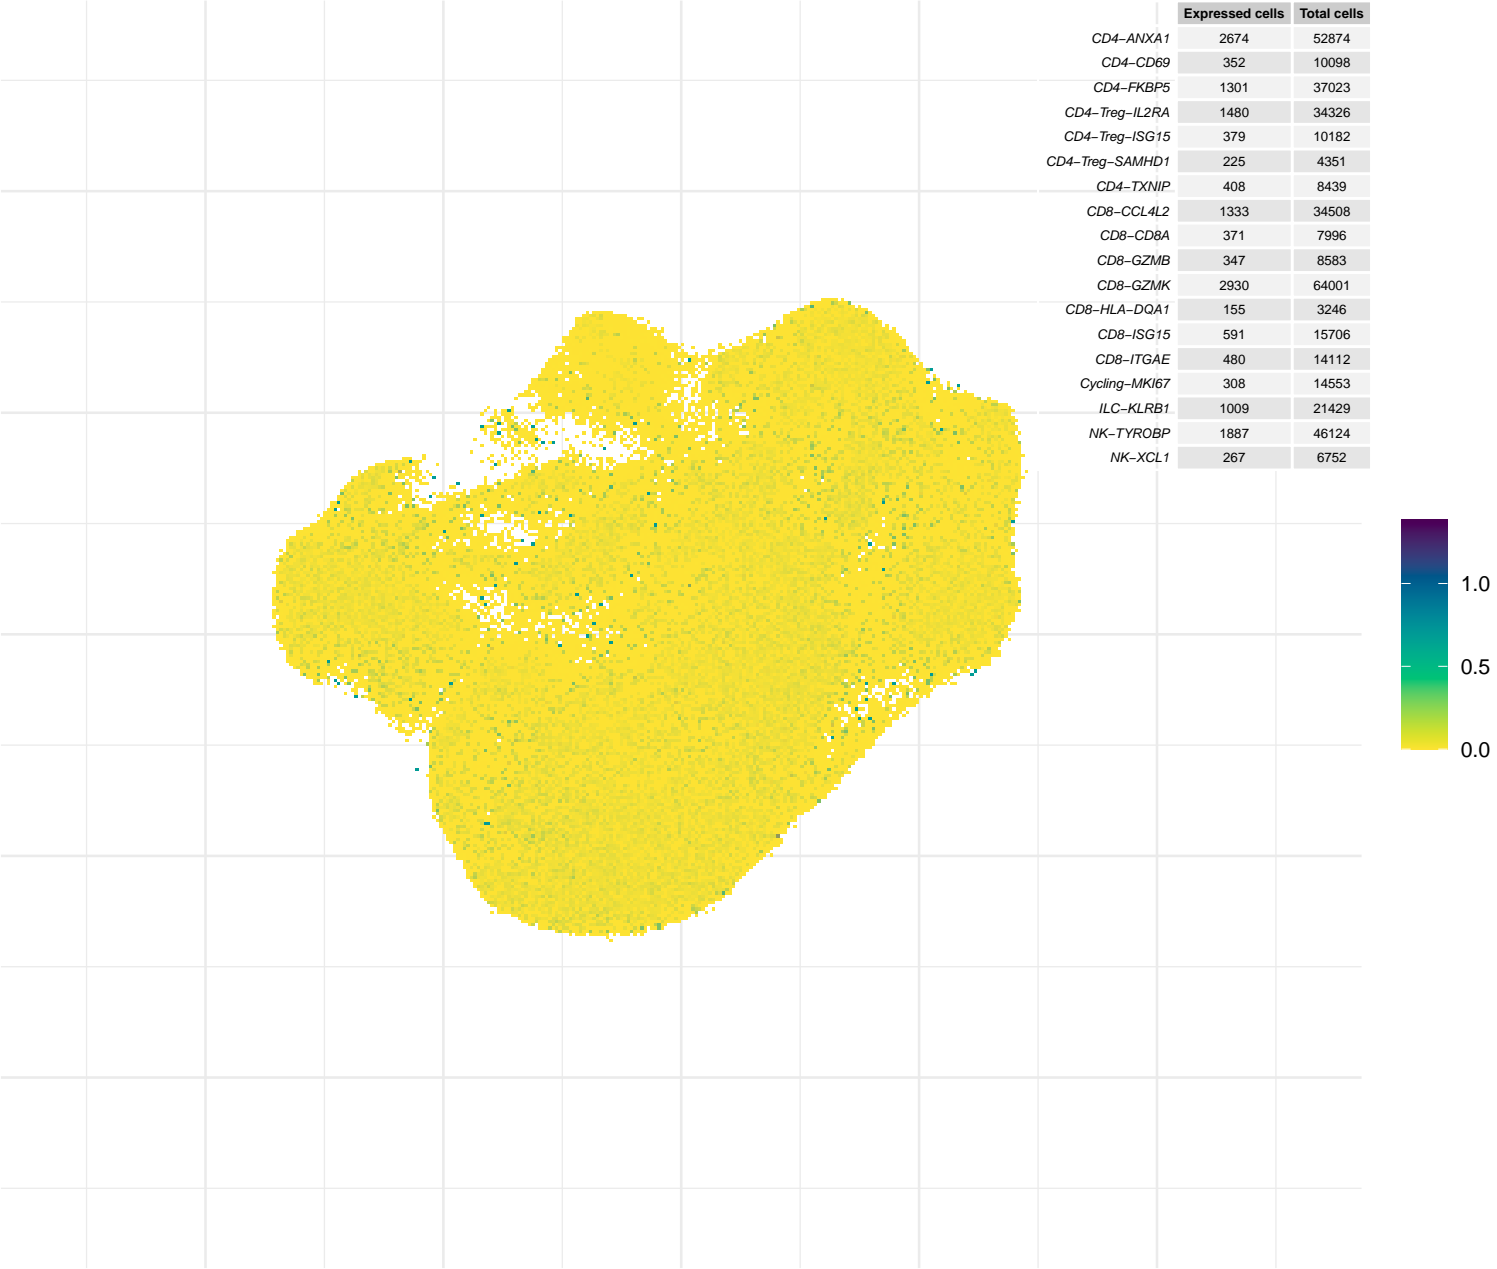 Expressed cells Total cells
CD4−ANXA1 2674 52874
CD4−CD69 352 10098
CD4−FKBP5 1301 37023
CD4−Treg−IL2RA 1480 34326
CD4−Treg−ISG15 379 10182
CD4−Treg−SAMHD1 225 4351
CD4−TXNIP 408 8439
CD8−CCL4L2 1333 34508
CD8−CD8A 371 7996
CD8−GZMB 347 8583
CD8−GZMK 2930 64001
CD8−HLA−DQA1 155 3246
CD8−ISG15 591 15706
CD8−ITGAE 480 14112
Cycling−MKI67 308 14553
ILC−KLRB1 1009 21429
NK−TYROBP 1887 46124
NK−XCL1 267 6752
1.0
0.5
0.0